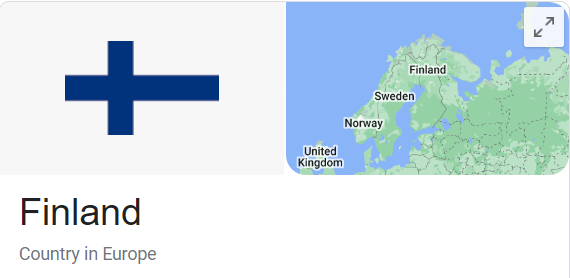 Finland
Sweden
Norway
United
Kingdom
Finland
Country in Europe